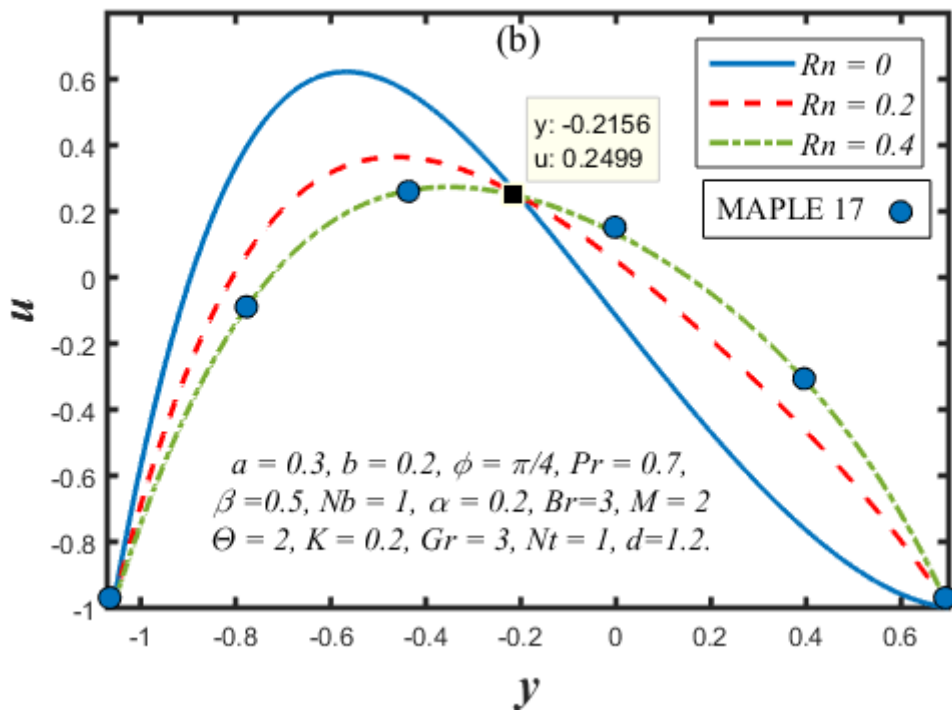 (b)
Rn = 0
Rn = 0.2
Rn = 0.4
MAPLE 17
y: -0.2156
u: 0.2499
0.6
0.4
0.2
0
-0.2
-0.4
-0.6
-0.8
-1
u
a = 0.3, b = 0.2, ϕ = π/4, Pr = 0.7,
β =0.5, Nb = 1, α = 0.2, Br=3, M = 2
Θ = 2, K = 0.2, Gr = 3, Nt = 1, d=1.2.
-1 -0.8 -0.6 -0.4 -0.2 0 0.2 0.4 0.6
y